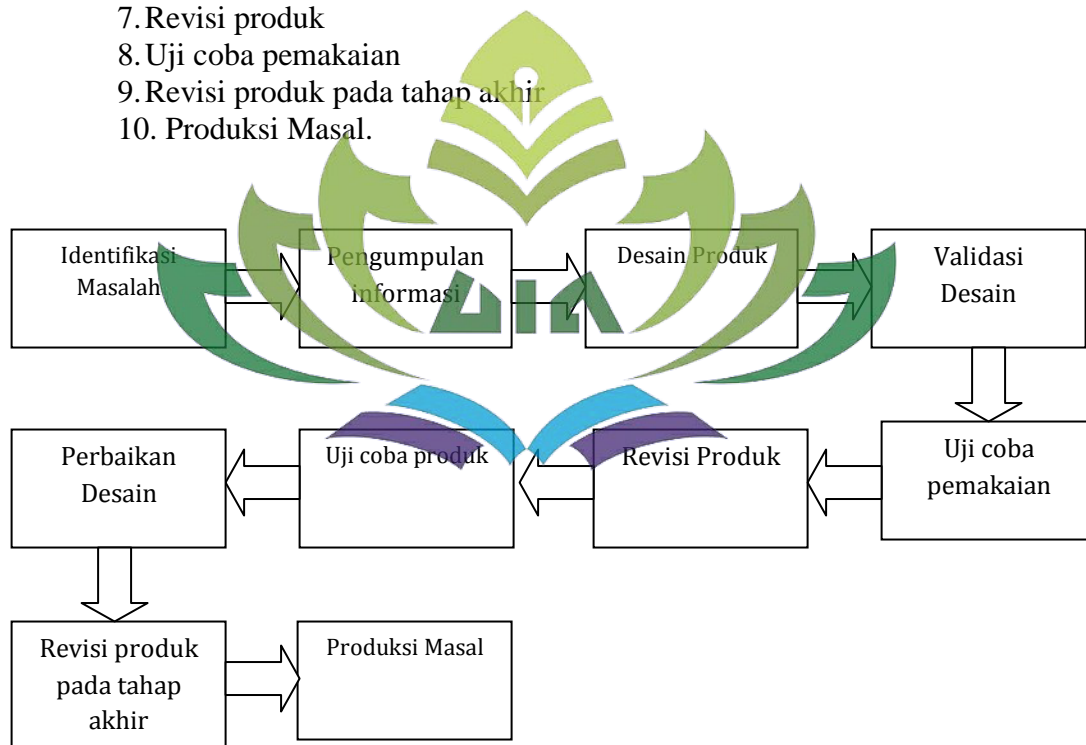 7. Revisi produk
8. Uji coba pemakaian
9. Revisi produk pada tahap akhir
10. Produksi Masal.
Identifikasi
Masalah
Pengumpulan
informasi
Desain Produk
Validasi
Desain
Perbaikan
Desain
Uji coba produk
Revisi Produk
Uji coba
pemakaian
Revisi produk
pada tahap
akhir
Produksi Masal